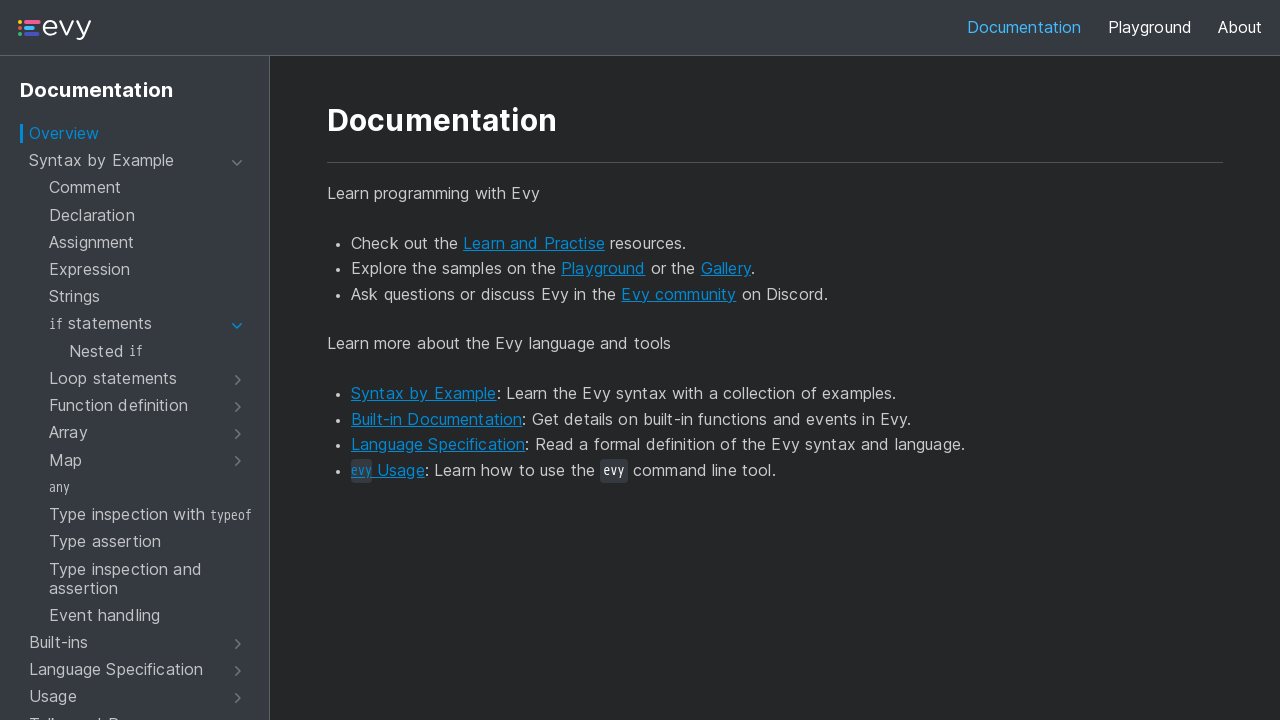 evy
Documentation
Playground
About
Documentation
Overview
Syntax by Example
Comment
Declaration
Assignment
Expression
Strings
if statements
Nested if
Loop statements
Function definition
Array
Map
any
Type inspection with typeof
Type assertion
Type inspection and
assertion
Event handling
Built-ins
Language Specification
Usage
Documentation
Learn programming with Evy
Check out the Learn and Practise resources.
Explore the samples on the Playground or the Gallery.
Ask questions or discuss Evy in the Evy community on Discord.
Learn more about the Evy language and tools
Syntax by Example: Learn the Evy syntax with a collection of examples.
Built-in Documentation: Get details on built-in functions and events in Evy.
Language Specification: Read a formal definition of the Evy syntax and language.
evy Usage: Learn how to use the evy command line tool.